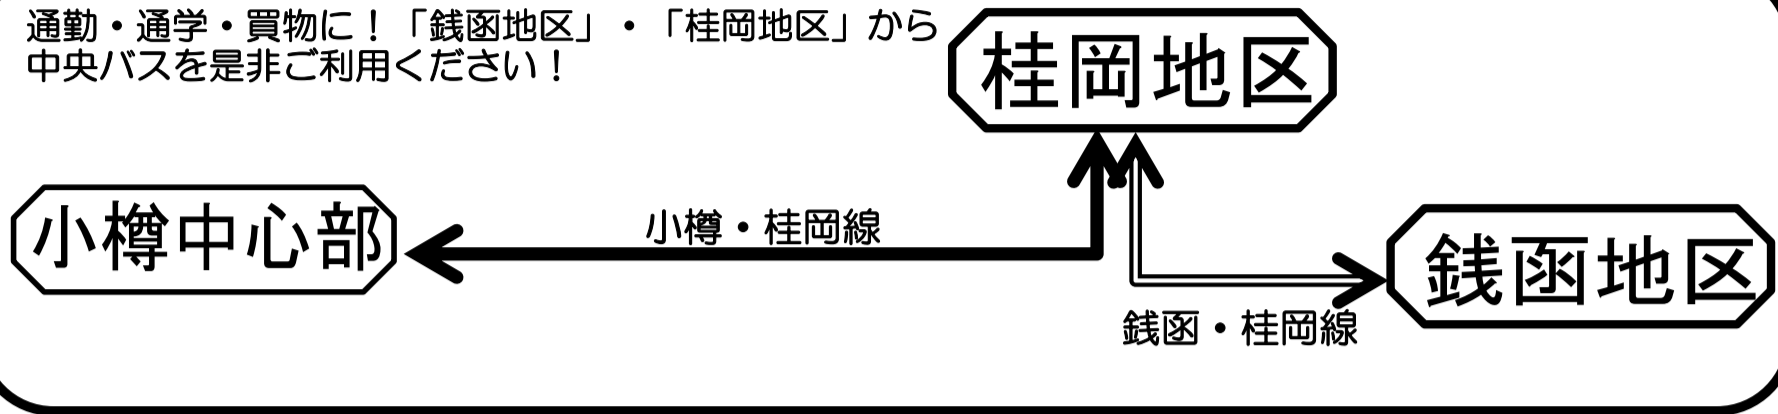 通勤・通学・買物に！「銭函地区」・「桂岡地区」から
中央バスを是非ご利用ください！
桂岡地区
小樽中心部
小樽・桂岡線
銭函地区
銭函・桂岡線